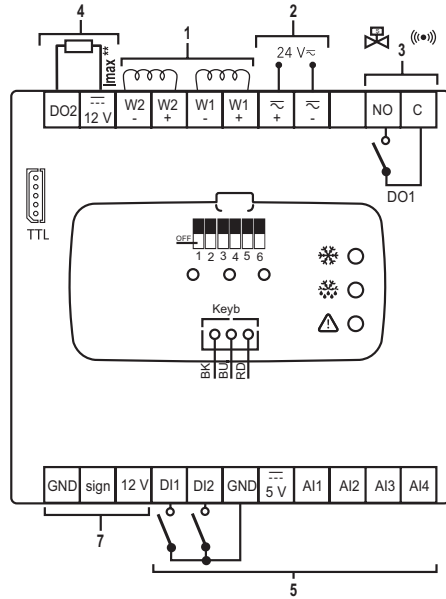 4
1
2
3
Imax **
24 V
DO2
12 V
W2 -
W2 +
W1 -
W1 +
+
-
NO
C
DO1
TTL
OFF
1 2 3 4 5 6
Keyb
BK
BU
RD
GND
sign
12 V
DI1
DI2
GND
5 V
AI1
AI2
AI3
AI4
7
5